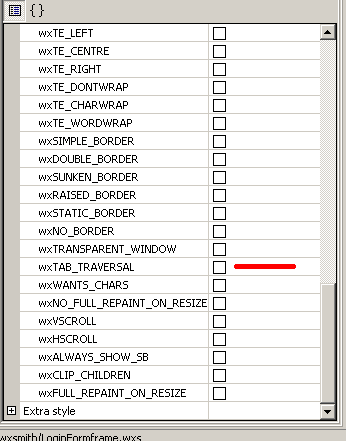 {}
wxTE_LEFT
wxTE_CENTRE
wxTE_RIGHT
wxTE_DONTWRAP
wxTE_CHARWRAP
wxTE_WORDWRAP
wxSIMPLE_BORDER
wxDOUBLE_BORDER
wxSUNKEN_BORDER
wxRAISED_BORDER
wxSTATIC_BORDER
wxNO_BORDER
wxTRANSPARENT_WINDOW
wxTAB_TRAVERSAL
wxWANTS_CHARS
wxNO_FULL_REPAINT_ON_RESIZE
wxVSCROLL
wxHSCROLL
wxALWAYS_SHOW_SB
wxCLIP_CHILDREN
wxFULL_REPAINT_ON_RESIZE
Extra style
wxsmith/LoginFormframe.wxs